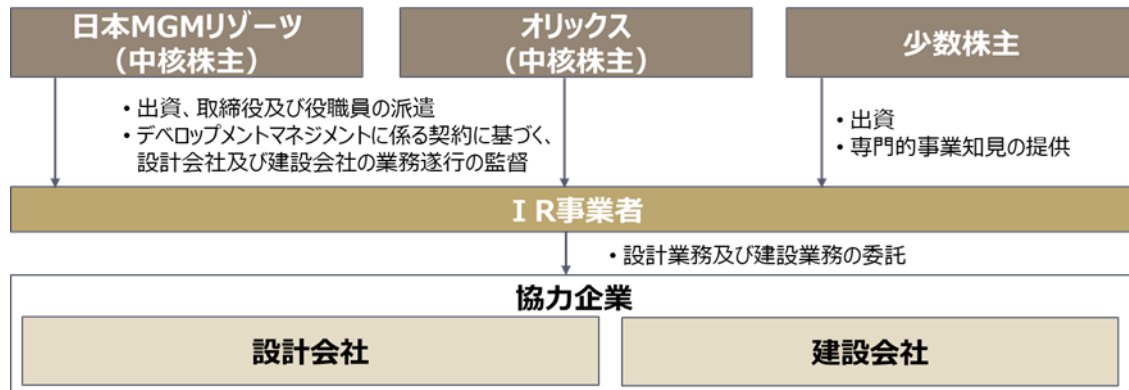 日本MGMリゾーツ
（中核株主）
オリックス
（中核株主）
少数株主
・出資、取締役及び役職員の派遣
・デベロップメントマネジメントに係る契約に基づく、
設計会社及び建設会社の業務遂行の監督
・出資
・専門的事業知見の提供
ＩＲ事業者
・設計業務及び建設業務の委託
協力企業
設計会社
建設会社